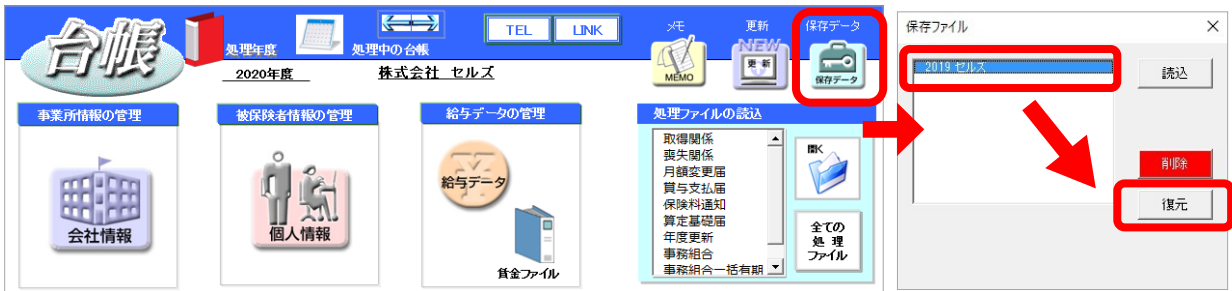 台帳
処理年度
2020年度
処理中の台帳
株式会社 セルズ
TEL
LINK
メモ
MEMO
更新
NEW
更新
保存データ
保存データ
事業所情報の管理
会社情報
被保険者情報の管理
個人情報
給与データの管理
給与データ
賃金ファイル
処理ファイルの読込
取得関係
喪失関係
月額変更届
賞与支払届
保険料通知
算定基礎届
年度更新
事務組合
事務組合一括有期
開く
全ての
処 理
ファイル
保存ファイル
2019 セルズ
読込
削除
復元